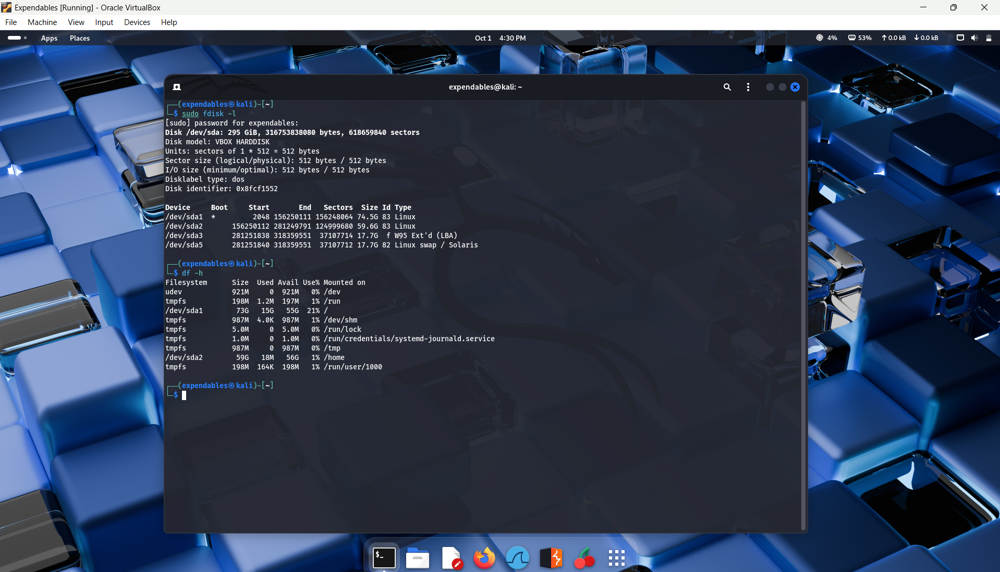 Expendables [Running] - Oracle VirtualBox
File Machine View Input Devices Help
Apps Places Oct 1 4:30 PM 4% 53% ↑0.0 kB ↓0.0 kB
expendables@kali: ~
┌──(expendables㉿kali)-[~]
└─$ sudo fdisk -l
[sudo] password for expendables:
Disk /dev/sda: 295 GiB, 316753838080 bytes, 618659840 sectors
Disk model: VBOX HARDDISK
Units: sectors of 1 * 512 = 512 bytes
Sector size (logical/physical): 512 bytes / 512 bytes
I/O size (minimum/optimal): 512 bytes / 512 bytes
Disklabel type: dos
Disk identifier: 0x8fcf1552
Device     Boot     Start       End   Sectors  Size Id Type
/dev/sda1  *         2048 156250111 156248064 74.5G 83 Linux
/dev/sda2       156250112 281249791 124999680 59.6G 83 Linux
/dev/sda3       281251838 318359551  37107714 17.7G  f W95 Ext'd (LBA)
/dev/sda5       281251840 318359551  37107712 17.7G 82 Linux swap / Solaris
┌──(expendables㉿kali)-[~]
└─$ df -h
Filesystem      Size  Used Avail Use% Mounted on
udev            921M     0  921M   0% /dev
tmpfs           198M  1.2M  197M   1% /run
/dev/sda1        73G   15G   55G  21% /
tmpfs           987M  4.0K  987M   1% /dev/shm
tmpfs           5.0M     0  5.0M   0% /run/lock
tmpfs           1.0M     0  1.0M   0% /run/credentials/systemd-journald.service
tmpfs           987M     0  987M   0% /tmp
/dev/sda2        59G   18M   56G   1% /home
tmpfs           198M  164K  198M   1% /run/user/1000
┌──(expendables㉿kali)-[~]
└─$
$_